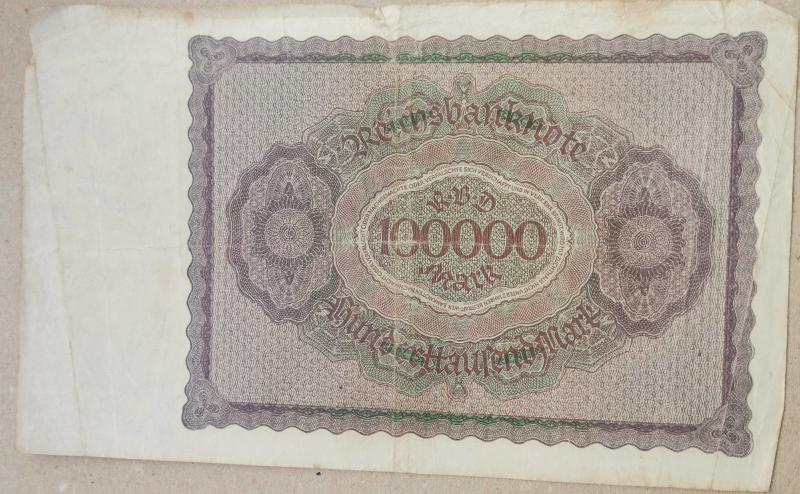 Reichsbanknote
R·B·D
100000
Mark
Hunderttausend Mark